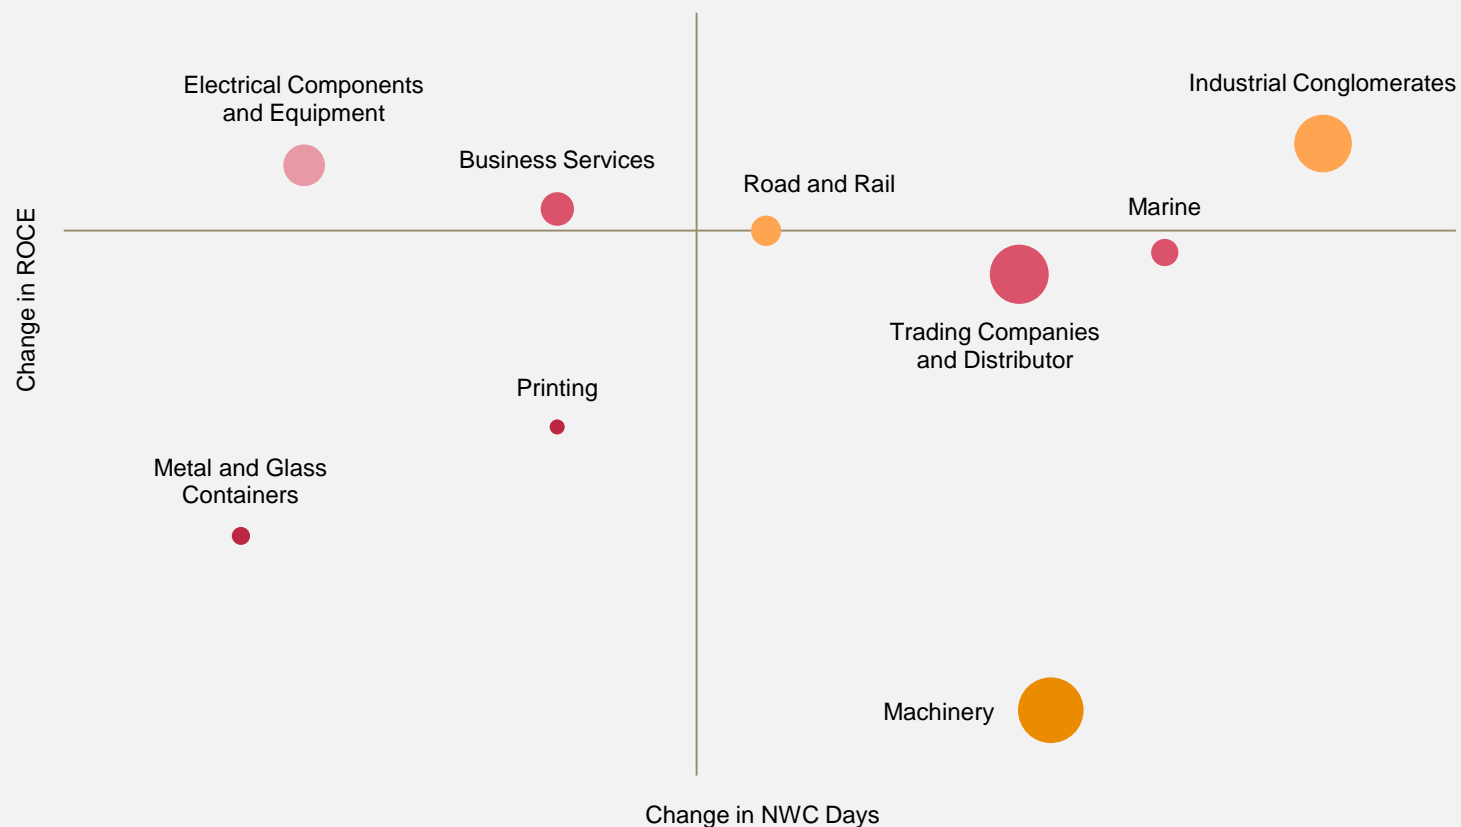 Electrical Components
and Equipment
Industrial Conglomerates
Business Services
Road and Rail
Marine
Change in ROCE
Trading Companies
and Distributor
Printing
Metal and Glass
Containers
Machinery
Change in NWC Days